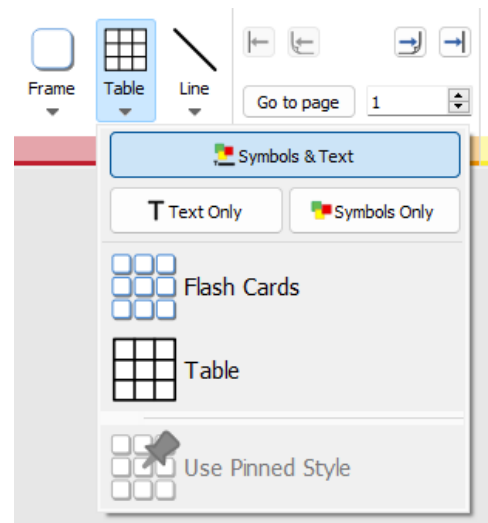 Frame
Table
Line
Go to page
1
Symbols & Text
T Text Only
Symbols Only
Flash Cards
Table
Use Pinned Style